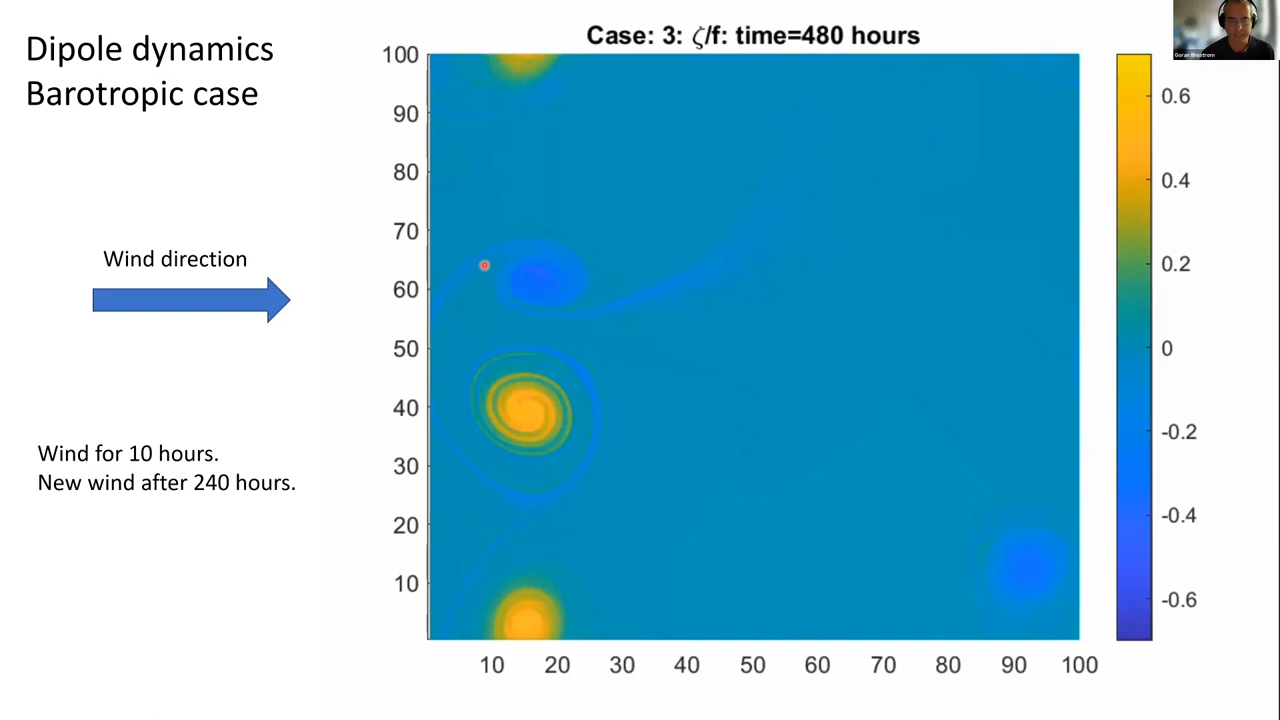 Dipole dynamics
Barotropic case
Wind direction
Wind for 10 hours.
New wind after 240 hours.
Case: 3: ζ/f: time=480 hours
100
90
80
70
60
50
40
30
20
10
10 20 30 40 50 60 70 80 90 100
0.6
0.4
0.2
0
-0.2
-0.4
-0.6
Goran Brostrom